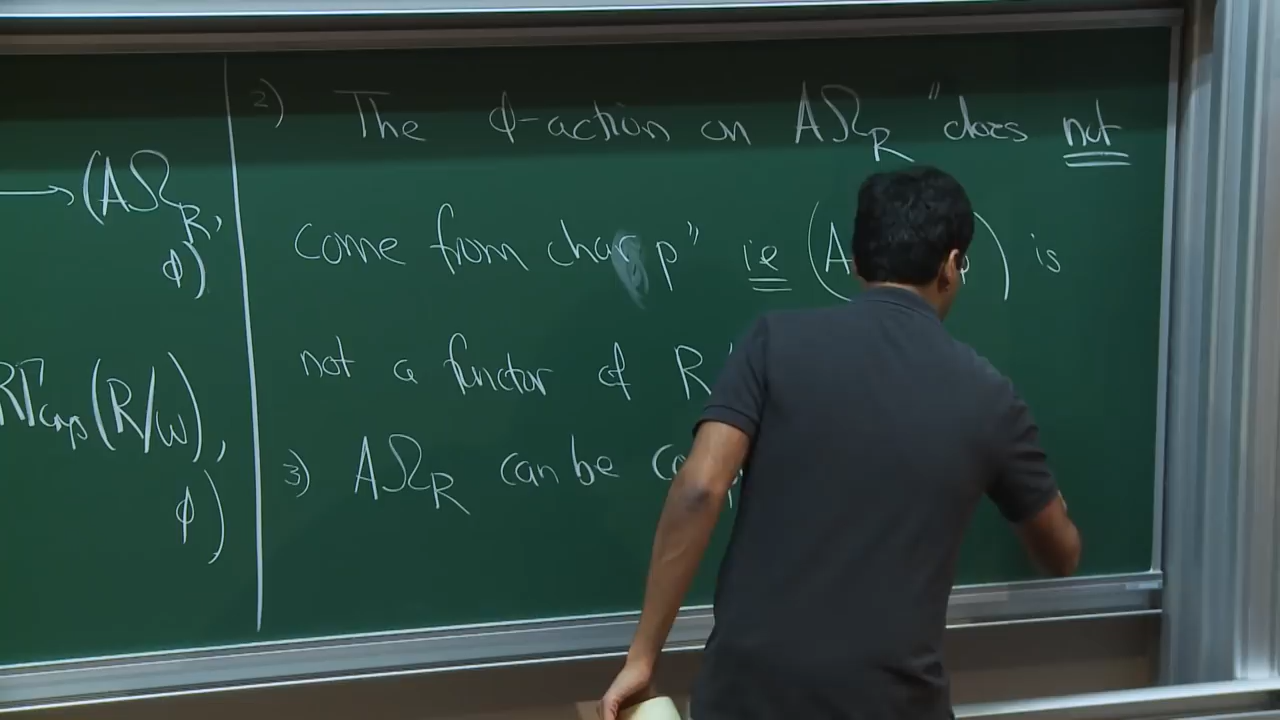 ⟶ (AΩ_R,
φ)
RΓ_crys(R/ω),
φ)
2) The φ-action on AΩ_R "does not
come from char p" ie (A φ) is
not a functor of R
3) AΩ_R can be